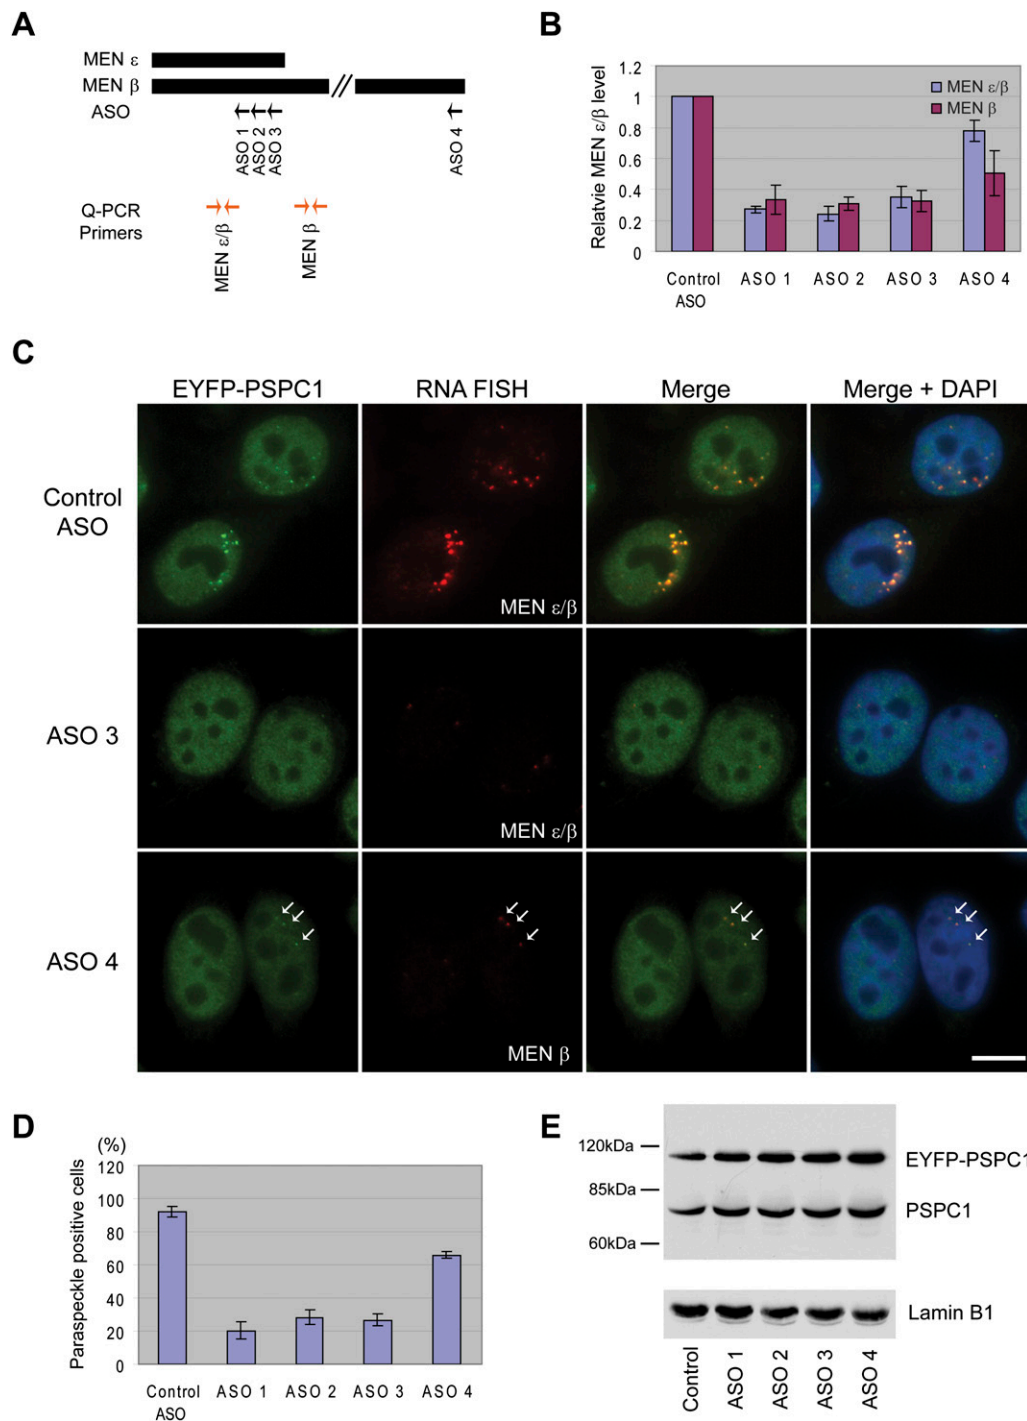 A
MEN ε
MEN β
ASO
ASO 1
ASO 2
ASO 3
ASO 4
Q-PCR
Primers
MEN ε/β
MEN β
B
Relatvie MEN ε/β level
1.2
1
0.8
0.6
0.4
0.2
0
MEN ε/β
MEN β
Control
ASO
ASO 1
ASO 2
ASO 3
ASO 4
C
EYFP-PSPC1
RNA FISH
Merge
Merge + DAPI
Control
ASO
MEN ε/β
ASO 3
MEN ε/β
ASO 4
MEN β
D
(%)
Paraspeckle positive cells
120
100
80
60
40
20
0
Control
ASO
ASO 1
ASO 2
ASO 3
ASO 4
E
120kDa
85kDa
60kDa
EYFP-PSPC1
PSPC1
Lamin B1
Control
ASO 1
ASO 2
ASO 3
ASO 4